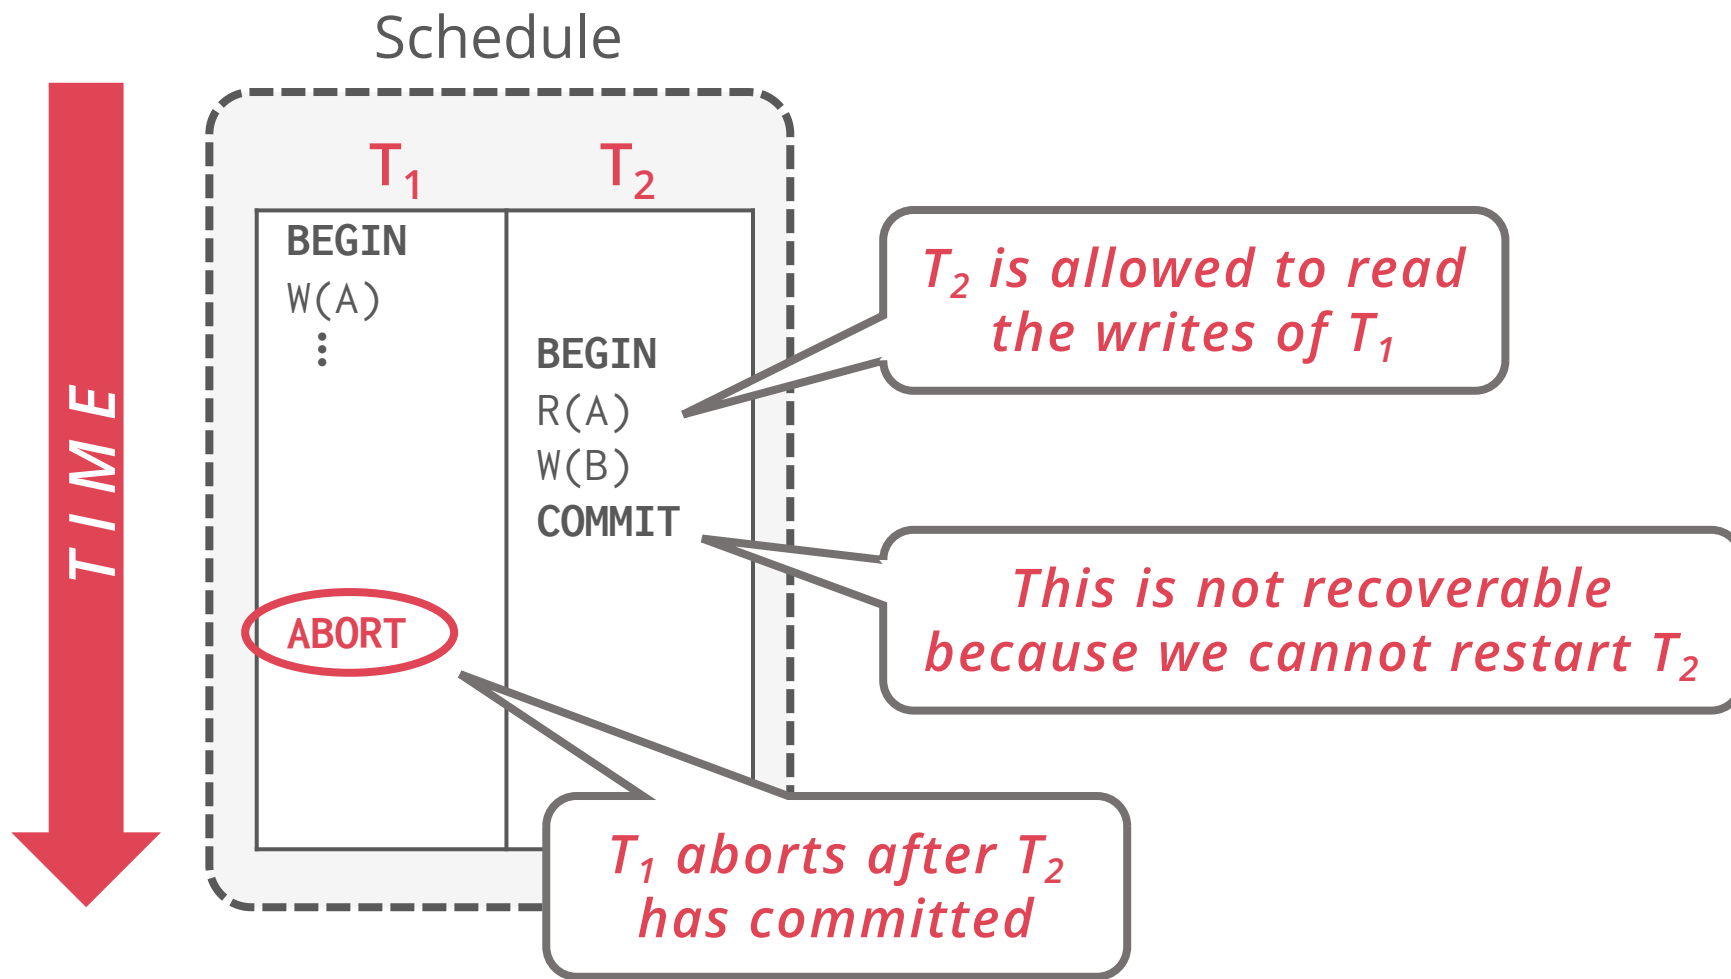 Schedule
TIME
T₁ T₂
BEGIN
W(A)
⋮
BEGIN
R(A)
W(B)
COMMIT
ABORT
T₂ is allowed to read
the writes of T₁
This is not recoverable
because we cannot restart T₂
T₁ aborts after T₂
has committed